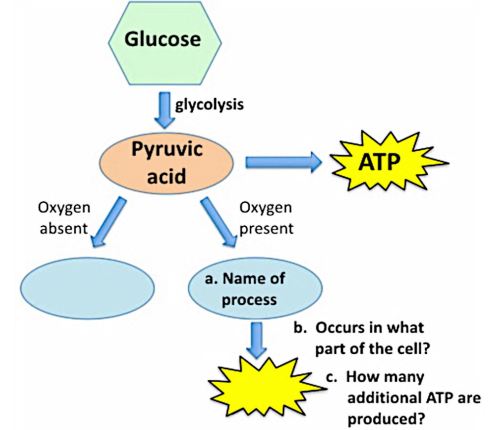 Glucose
glycolysis
Pyruvic
acid
ATP
Oxygen
absent
Oxygen
present
a. Name of
process
b. Occurs in what
part of the cell?
c. How many
additional ATP are
produced?